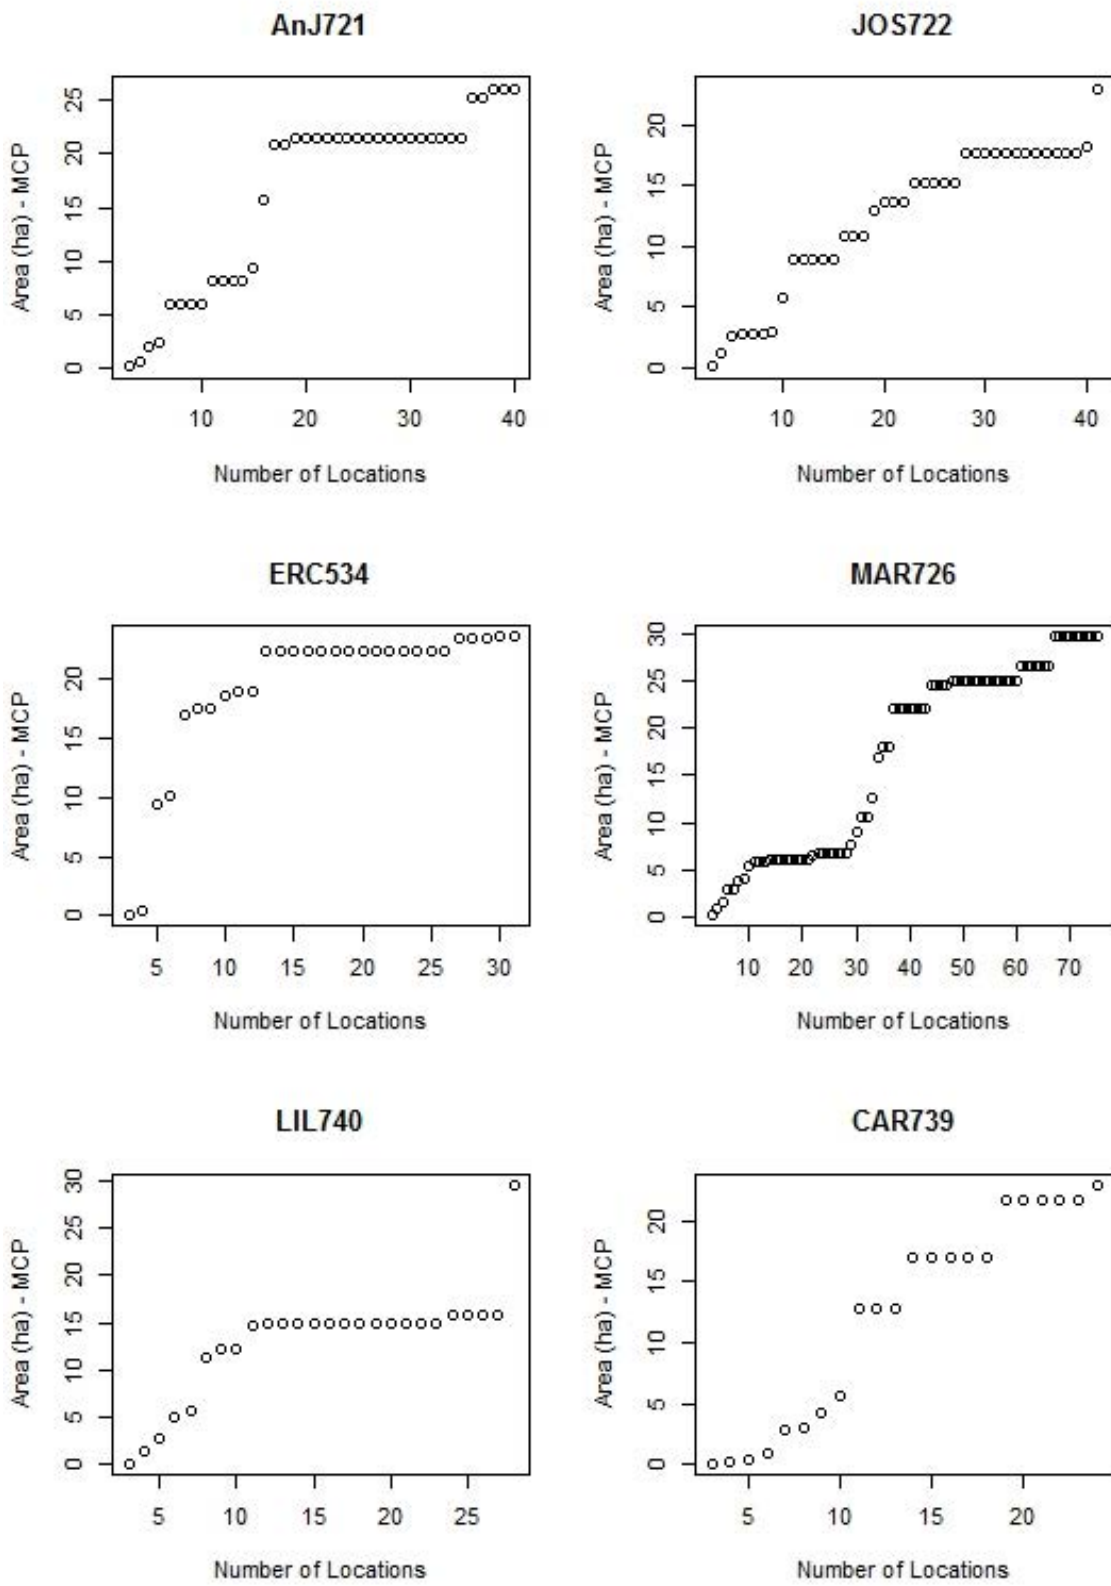 AnJ721
Area (ha) - MCP
0 5 10 15 20 25
10 20 30 40
Number of Locations
JOS722
Area (ha) - MCP
0 5 10 15 20
10 20 30 40
Number of Locations
ERC534
Area (ha) - MCP
0 5 10 15 20
5 10 15 20 25 30
Number of Locations
MAR726
Area (ha) - MCP
0 5 10 15 20 25 30
10 20 30 40 50 60 70
Number of Locations
LIL740
Area (ha) - MCP
0 5 10 15 20 25 30
5 10 15 20 25
Number of Locations
CAR739
Area (ha) - MCP
0 5 10 15 20
5 10 15 20
Number of Locations